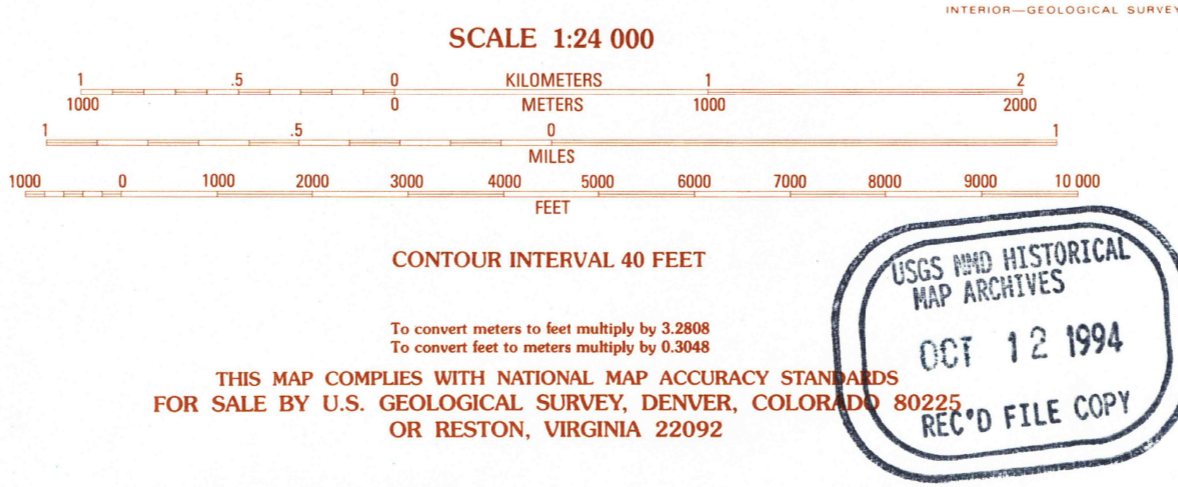 INTERIOR—GEOLOGICAL SURVEY
SCALE 1:24 000
1 .5 0 KILOMETERS 1 2
1000 0 METERS 1000 2000
1 .5 0 1
MILES
1000 0 1000 2000 3000 4000 5000 6000 7000 8000 9000 10 000
FEET
CONTOUR INTERVAL 40 FEET
To convert meters to feet multiply by 3.2808
To convert feet to meters multiply by 0.3048
THIS MAP COMPLIES WITH NATIONAL MAP ACCURACY STANDARDS
FOR SALE BY U.S. GEOLOGICAL SURVEY, DENVER, COLORADO 80225
OR RESTON, VIRGINIA 22092
USGS NMD HISTORICAL
MAP ARCHIVES
OCT 12 1994
REC'D FILE COPY